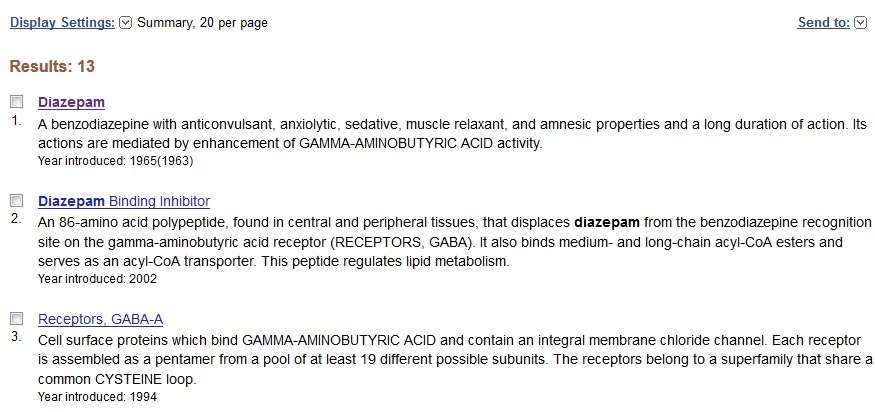 Display Settings: Summary, 20 per page Send to:
Results: 13
Diazepam
1. A benzodiazepine with anticonvulsant, anxiolytic, sedative, muscle relaxant, and amnesic properties and a long duration of action. Its
actions are mediated by enhancement of GAMMA-AMINOBUTYRIC ACID activity.
Year introduced: 1965(1963)
Diazepam Binding Inhibitor
2. An 86-amino acid polypeptide, found in central and peripheral tissues, that displaces diazepam from the benzodiazepine recognition
site on the gamma-aminobutyric acid receptor (RECEPTORS, GABA). It also binds medium- and long-chain acyl-CoA esters and
serves as an acyl-CoA transporter. This peptide regulates lipid metabolism.
Year introduced: 2002
Receptors, GABA-A
3. Cell surface proteins which bind GAMMA-AMINOBUTYRIC ACID and contain an integral membrane chloride channel. Each receptor
is assembled as a pentamer from a pool of at least 19 different possible subunits. The receptors belong to a superfamily that share a
common CYSTEINE loop.
Year introduced: 1994